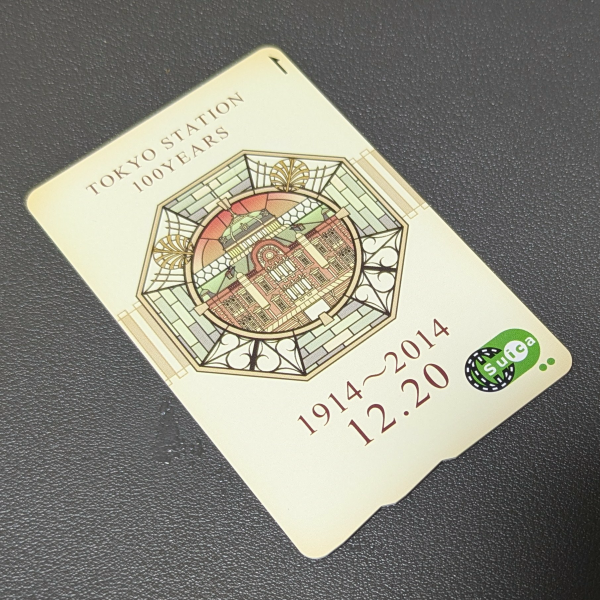 TOKYO STATION
100YEARS
1914～2014
12.20
Suica